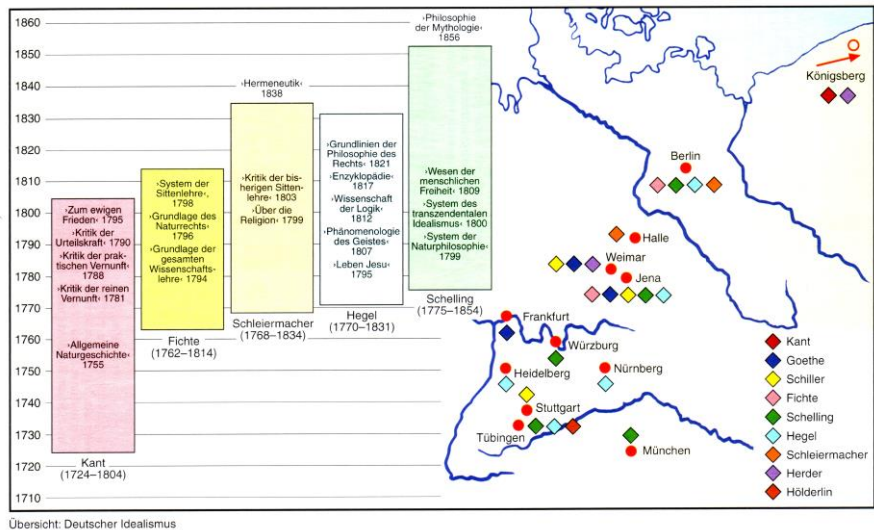 1860
1850
1840
1830
1820
1810
1800
1790
1780
1770
1760
1750
1740
1730
1720
1710
›Zum ewigen
Frieden‹ 1795
›Kritik der
Urteilskraft‹ 1790
›Kritik der prak-
tischen Vernunft‹
1788
›Kritik der reinen
Vernunft‹ 1781
›Allgemeine
Naturgeschichte‹
1755
Kant
(1724–1804)
›System der
Sittenlehre‹,
1798
›Grundlage des
Naturrechts‹
1796
›Grundlage der
gesamten
Wissenschafts-
lehre‹ 1794
Fichte
(1762–1814)
›Hermeneutik‹
1838
›Kritik der bis-
herigen Sitten-
lehre‹ 1803
›Über die
Religion‹ 1799
Schleiermacher
(1768–1834)
›Grundlinien der
Philosophie des
Rechts‹ 1821
›Enzyklopädie‹
1817
›Wissenschaft
der Logik‹
1812
›Phänomenologie
des Geistes‹
1807
›Leben Jesu‹
1795
Hegel
(1770–1831)
›Philosophie
der Mythologie‹
1856
›Wesen der
menschlichen
Freiheit‹ 1809
›System des
transzendentalen
Idealismus‹ 1800
›System der
Naturphilosophie‹
1799
Schelling
(1775–1854)
Königsberg
Berlin
Halle
Weimar
Jena
Frankfurt
Würzburg
Heidelberg
Nürnberg
Stuttgart
Tübingen
München
Kant
Goethe
Schiller
Fichte
Schelling
Hegel
Schleiermacher
Herder
Hölderlin
Übersicht: Deutscher Idealismus